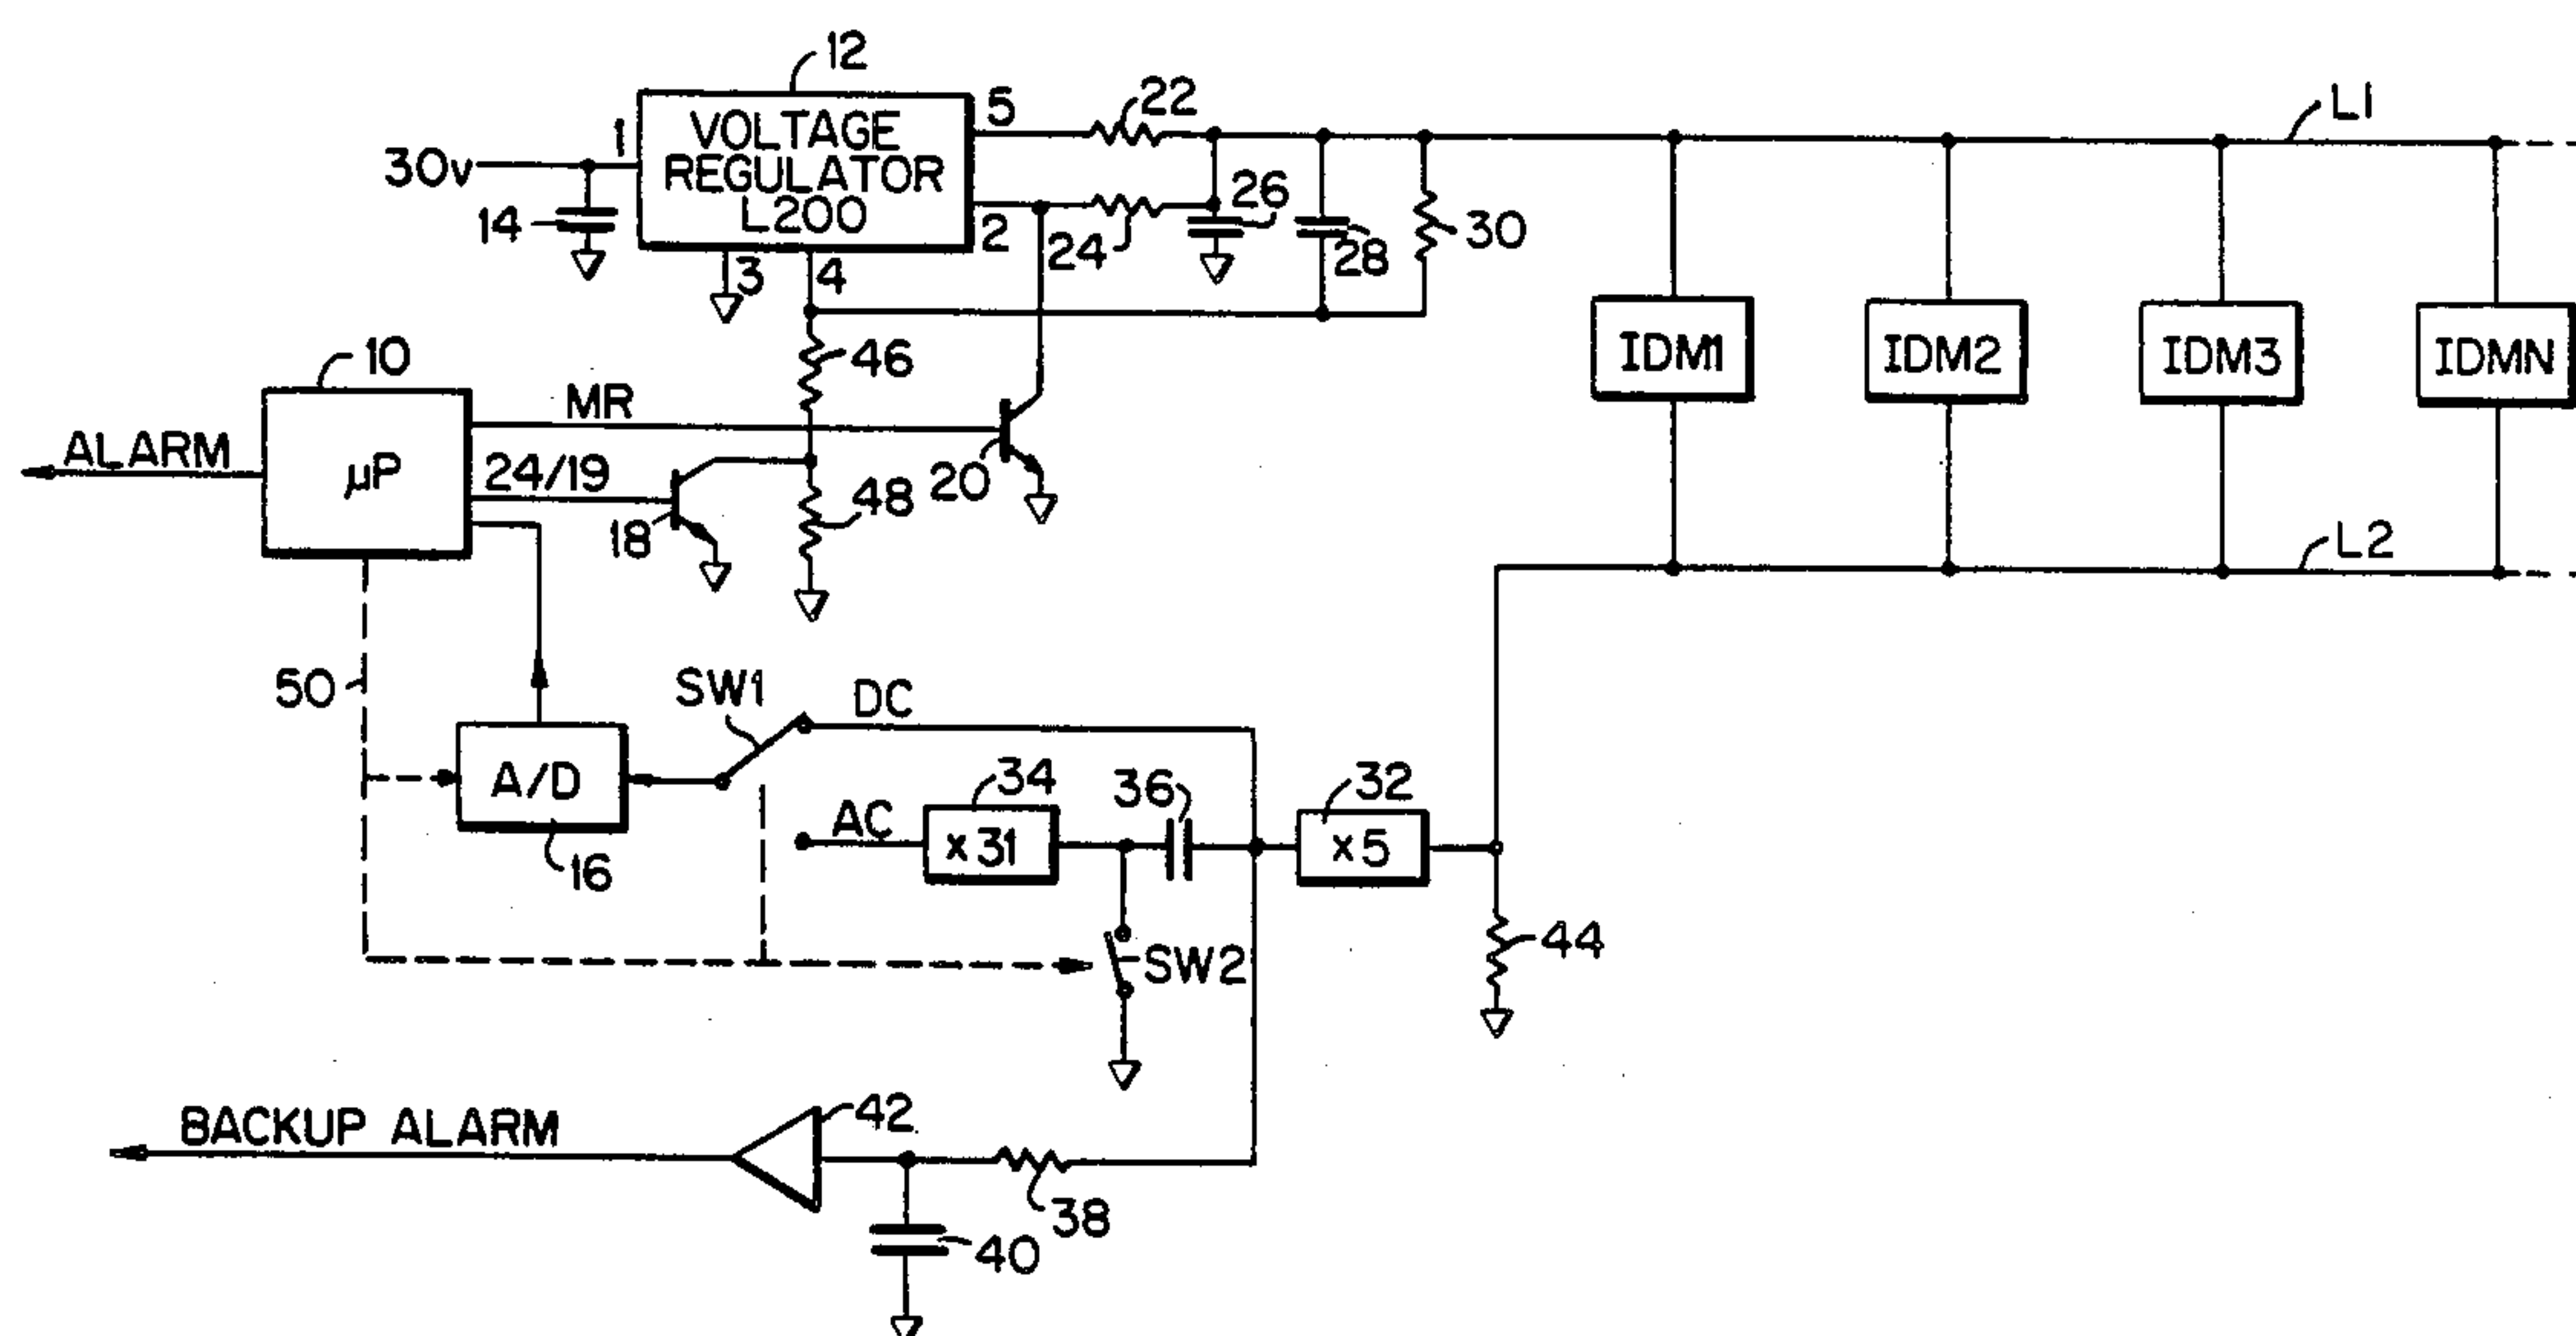 12
VOLTAGE
REGULATOR
L200
1
5
2
3
4
30v
14
22
24
26
28
30
L1
IDM1
IDM2
IDM3
IDMN
L2
10
μP
ALARM
MR
24/19
18
20
46
48
50
A/D
16
SW1
DC
AC
34
x31
36
32
x5
SW2
44
BACKUP ALARM
42
38
40